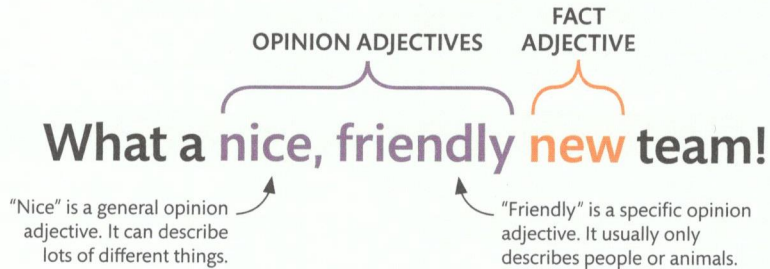 FACT
OPINION ADJECTIVES ADJECTIVE
What a nice, friendly new team!
"Nice" is a general opinion
adjective. It can describe
lots of different things.
"Friendly" is a specific opinion
adjective. It usually only
describes people or animals.